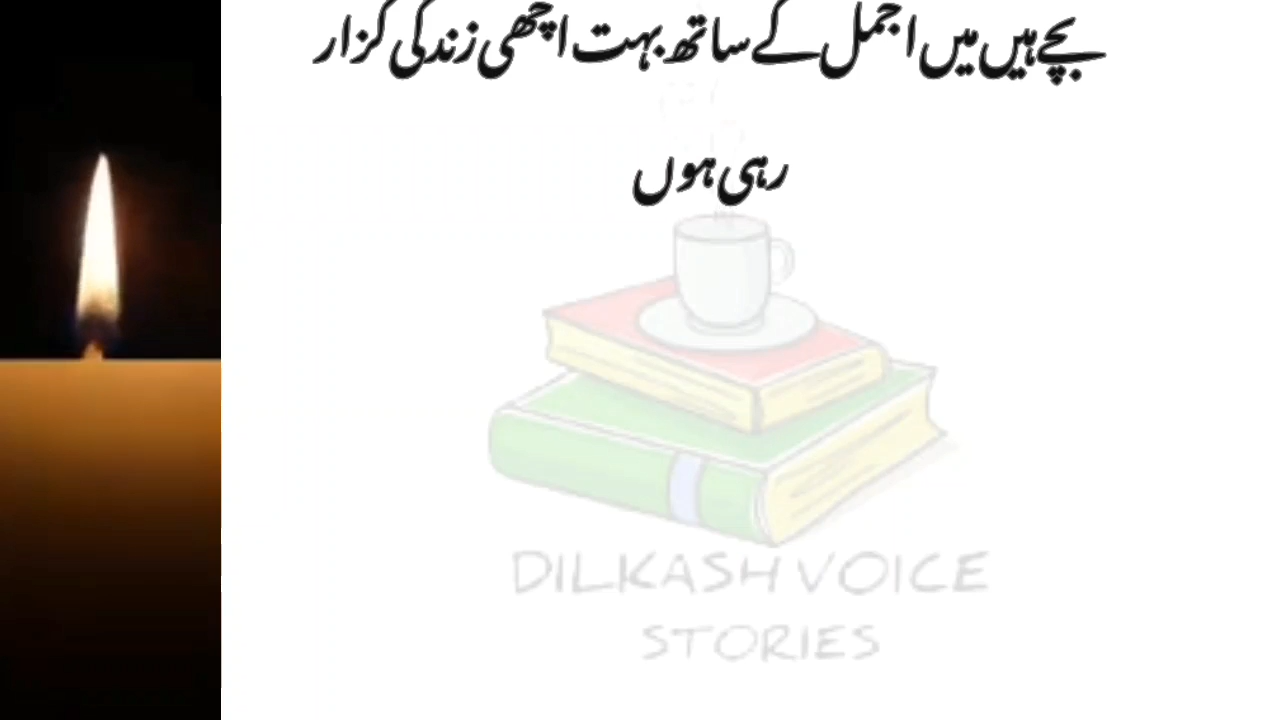 بچے ہیں میں اجمل کے ساتھ بہت اچھی زندگی گزار
رہی ہوں
DILKASH VOICE
STORIES